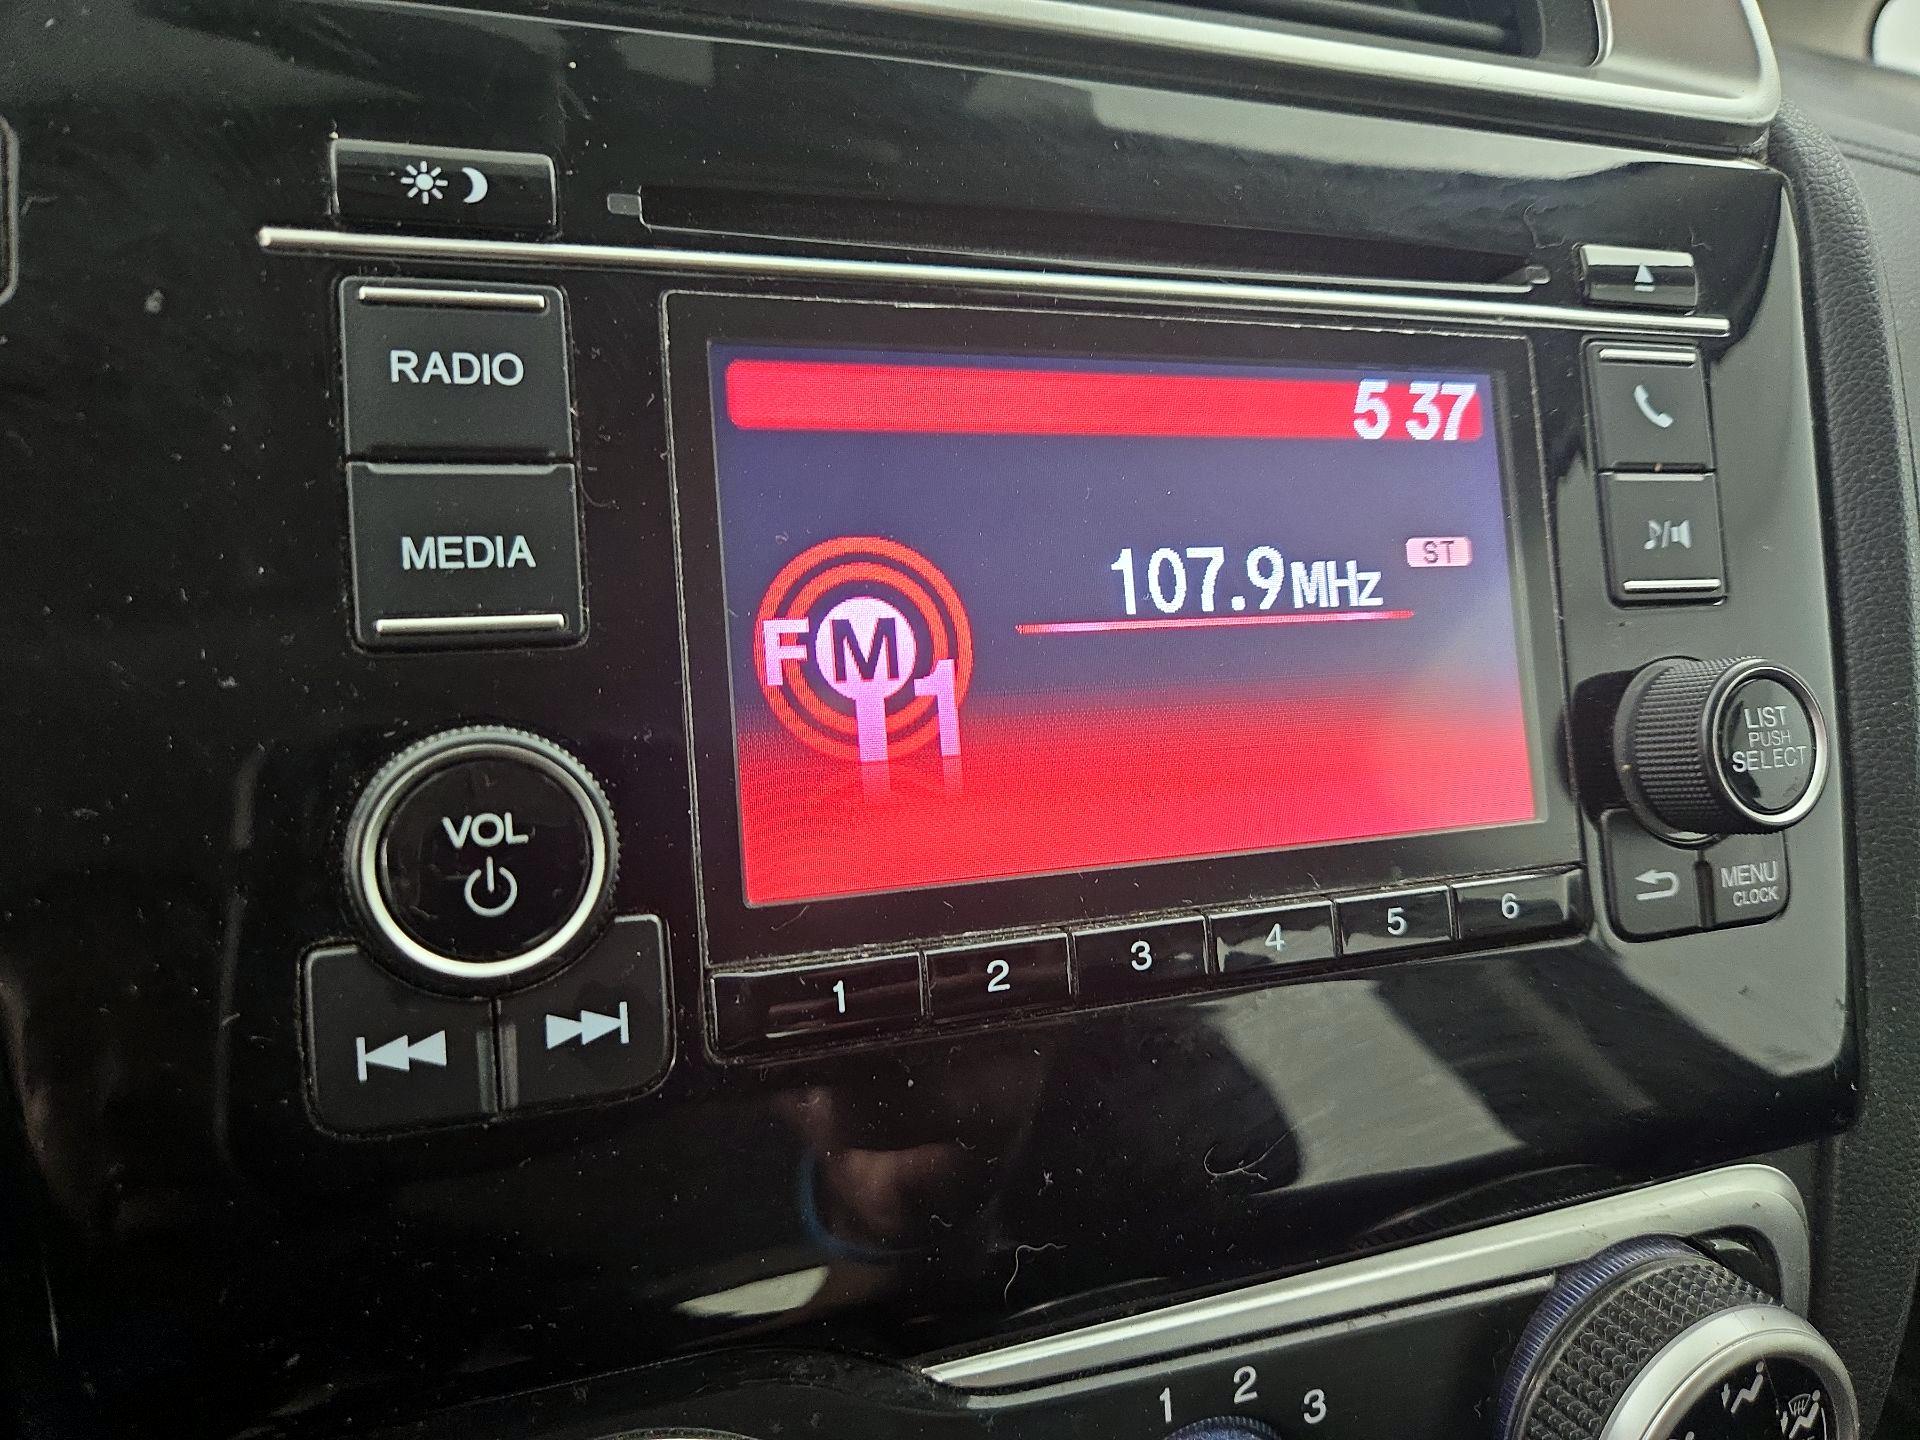 RADIO
5 37
MEDIA
107.9MHz
ST
FM
1
LIST
PUSH
SELECT
VOL
MENU
CLOCK
1 2 3 4 5 6
1 2 3